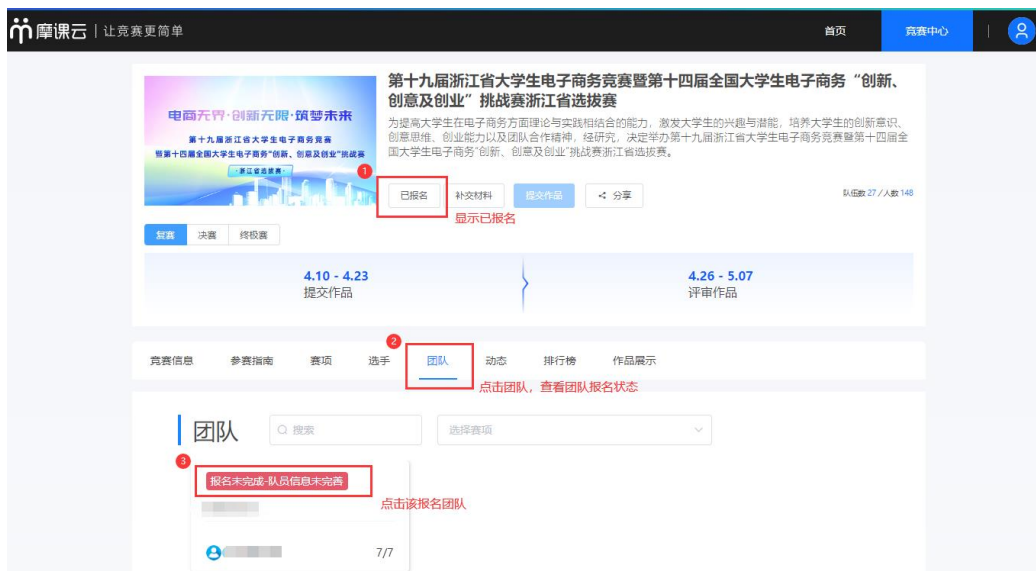 摩课云 | 让竞赛更简单
首页
竞赛中心
第十九届浙江省大学生电子商务竞赛暨第十四届全国大学生电子商务“创新、
创意及创业”挑战赛浙江省选拔赛
为提高大学生在电子商务方面理论与实践相结合的能力，激发大学生的兴趣与潜能，培养大学生的创新意识、
创意思维、创业能力以及团队合作精神，经研究，决定举办第十九届浙江省大学生电子商务竞赛暨第十四届全
国大学生电子商务“创新、创意及创业”挑战赛浙江省选拔赛。
电商无界·创新无限·筑梦未来
第十九届浙江省大学生电子商务竞赛
暨第十四届全国大学生电子商务“创新、创意及创业”挑战赛
·浙江省选拔赛·
1
已报名
补交材料
提交作品
分享
队伍数 27 / 人数 148
显示已报名
复赛
决赛
终极赛
4.10 - 4.23
提交作品
4.26 - 5.07
评审作品
2
竞赛信息
参赛指南
赛项
选手
团队
动态
排行榜
作品展示
点击团队，查看团队报名状态
团队
搜索
选择赛项
3
报名未完成-队员信息未完善
点击该报名团队
7/7